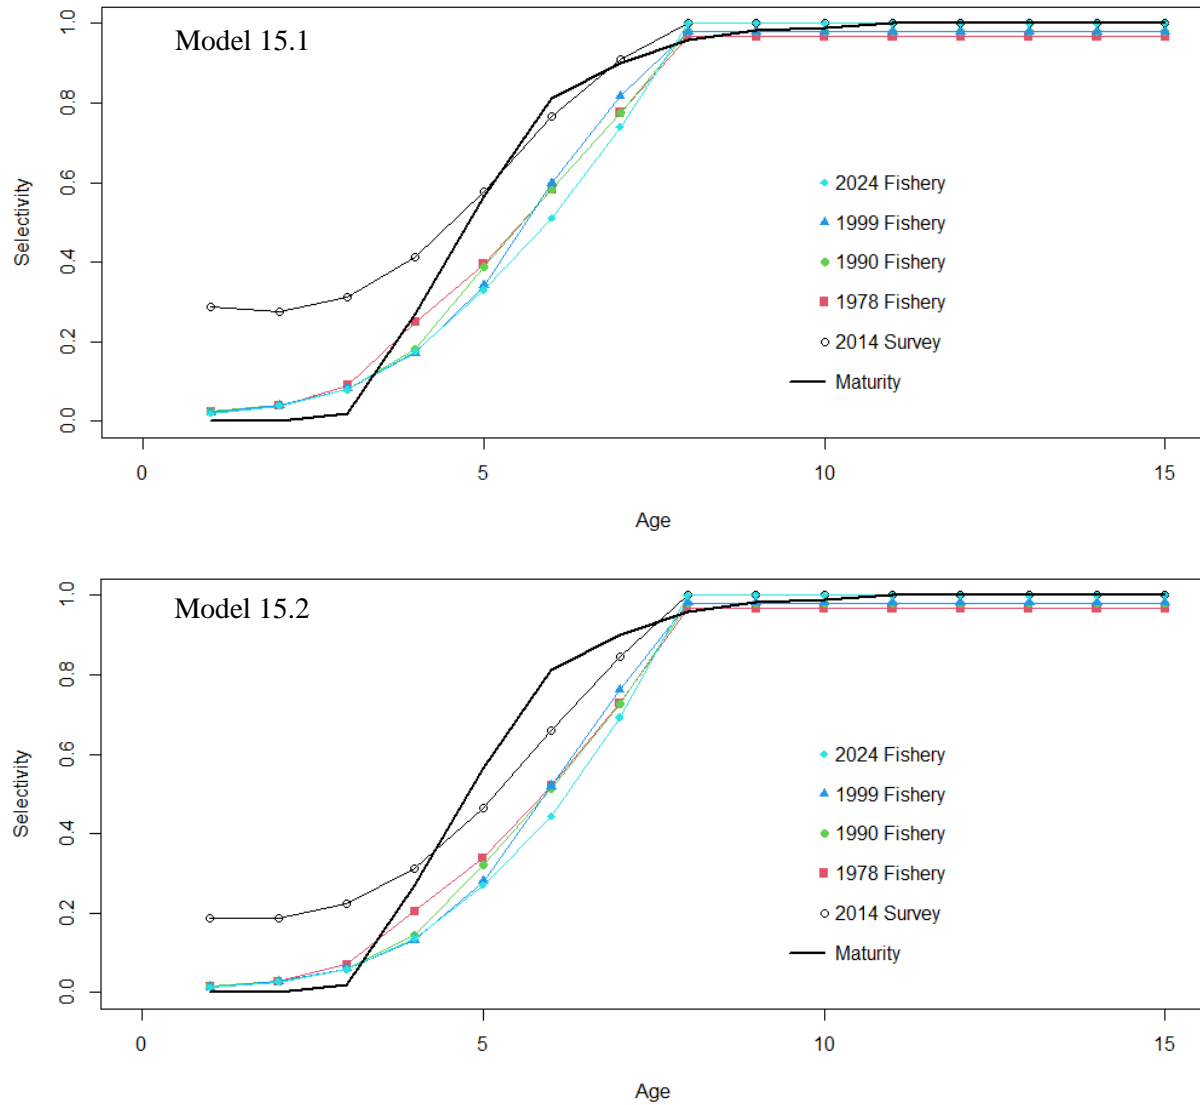 Model 15.1
1.0
0.8
0.6
0.4
0.2
0.0
Selectivity
2024 Fishery
1999 Fishery
1990 Fishery
1978 Fishery
2014 Survey
Maturity
0 5 10 15
Age
Model 15.2
1.0
0.8
0.6
0.4
0.2
0.0
Selectivity
2024 Fishery
1999 Fishery
1990 Fishery
1978 Fishery
2014 Survey
Maturity
0 5 10 15
Age